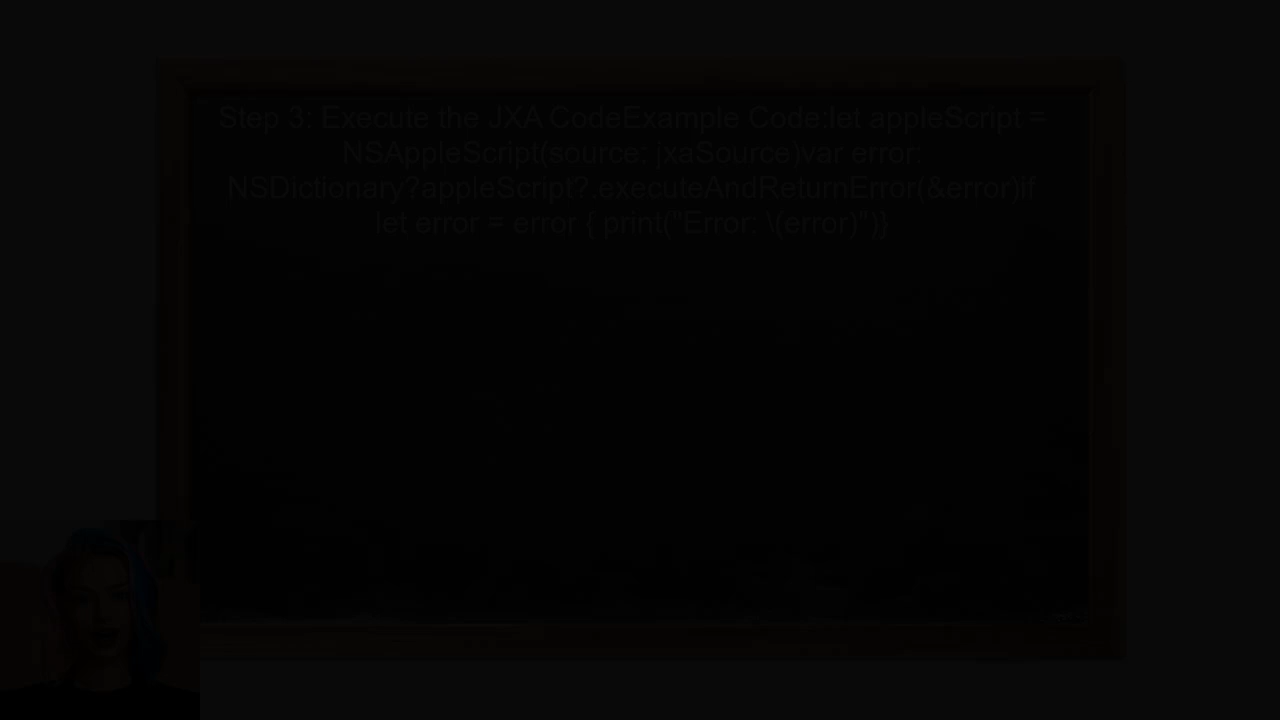 Step 3: Execute the JXA CodeExample Code:let appleScript =
NSAppleScript(source: jxaSource)var error:
NSDictionary?appleScript?.executeAndReturnError(&error)if
let error = error { print("Error: \(error)")}